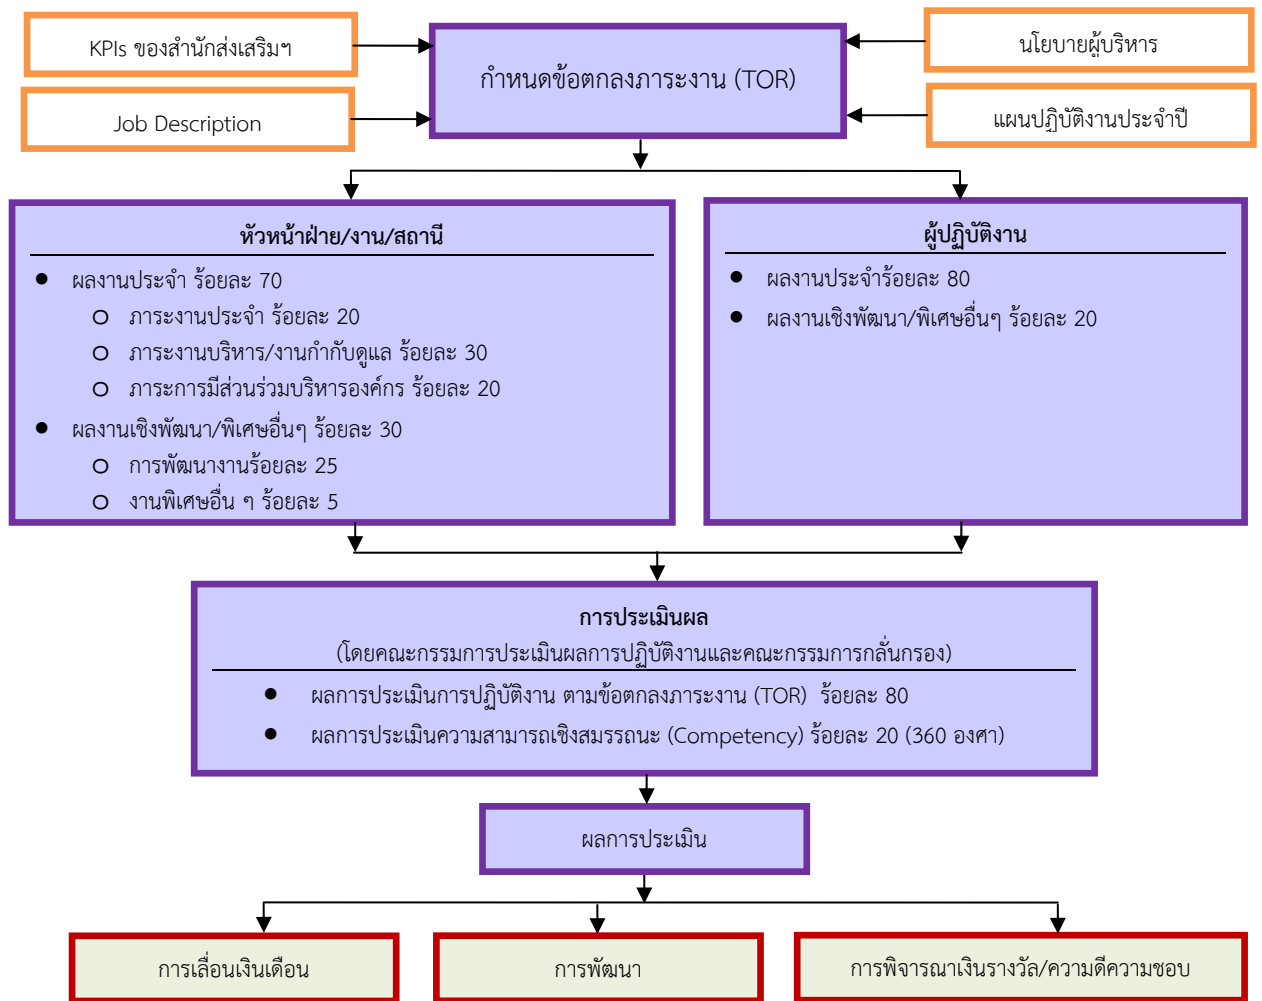 KPIs ของสำนักส่งเสริมฯ
นโยบายผู้บริหาร
กำหนดข้อตกลงภาระงาน (TOR)
Job Description
แผนปฏิบัติงานประจำปี
หัวหน้าฝ่าย/งาน/สถานี
● ผลงานประจำ ร้อยละ 70
o ภาระงานประจำ ร้อยละ 20
o ภาระงานบริหาร/งานกำกับดูแล ร้อยละ 30
o ภาระการมีส่วนร่วมบริหารองค์กร ร้อยละ 20
● ผลงานเชิงพัฒนา/พิเศษอื่นๆ ร้อยละ 30
o การพัฒนางานร้อยละ 25
o งานพิเศษอื่น ๆ ร้อยละ 5
ผู้ปฏิบัติงาน
● ผลงานประจำร้อยละ 80
● ผลงานเชิงพัฒนา/พิเศษอื่นๆ ร้อยละ 20
การประเมินผล
(โดยคณะกรรมการประเมินผลการปฏิบัติงานและคณะกรรมการกลั่นกรอง)
● ผลการประเมินการปฏิบัติงาน ตามข้อตกลงภาระงาน (TOR) ร้อยละ 80
● ผลการประเมินความสามารถเชิงสมรรถนะ (Competency) ร้อยละ 20 (360 องศา)
ผลการประเมิน
การเลื่อนเงินเดือน
การพัฒนา
การพิจารณาเงินรางวัล/ความดีความชอบ